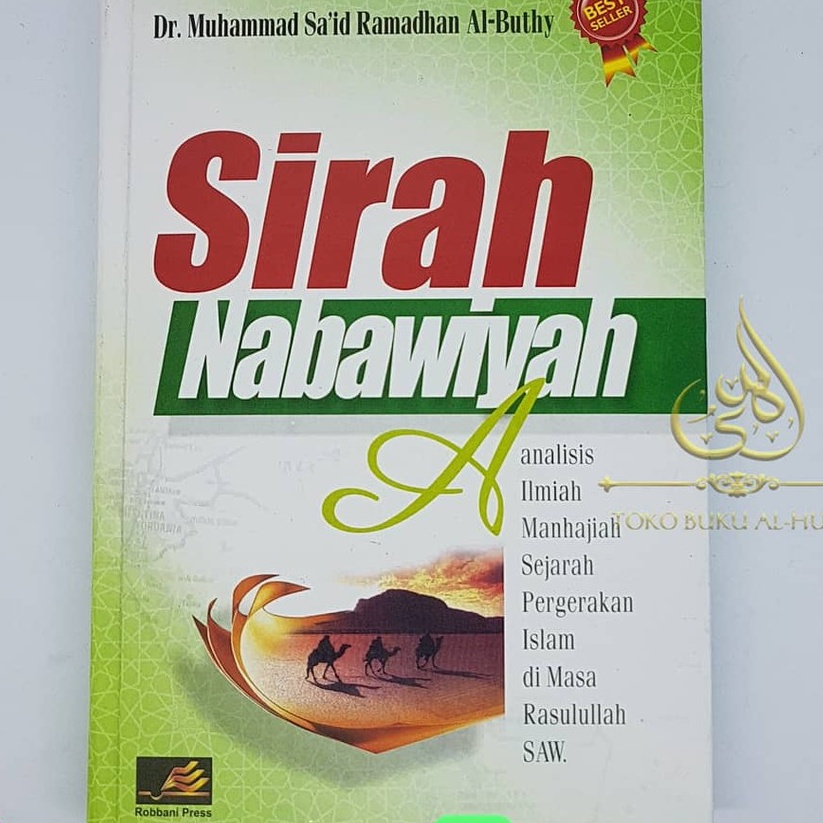 Dr. Muhammad Sa'id Ramadhan Al-Buthy
BEST
SELLER
Sirah
Nabawiyah
A
analisis
Ilmiah
Manhajiah
Sejarah
Pergerakan
Islam
di Masa
Rasulullah
SAW.
TOKO BUKU AL-HU
Robbani Press